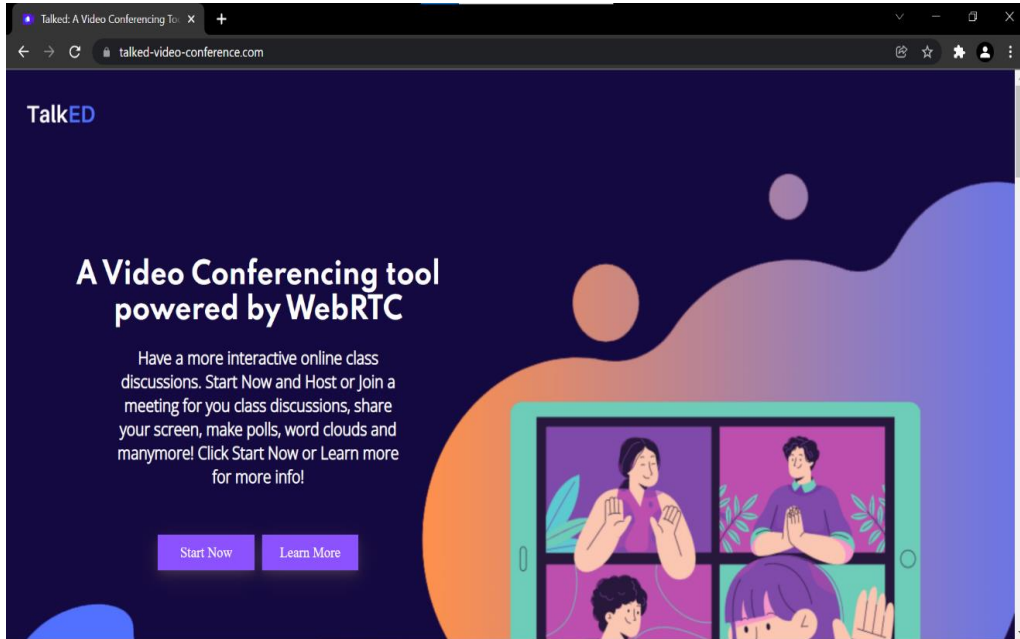 Talked: A Video Conferencing To
talked-video-conference.com
TalkED
A Video Conferencing tool
powered by WebRTC
Have a more interactive online class
discussions. Start Now and Host or Join a
meeting for you class discussions, share
your screen, make polls, word clouds and
manymore! Click Start Now or Learn more
for more info!
Start Now
Learn More